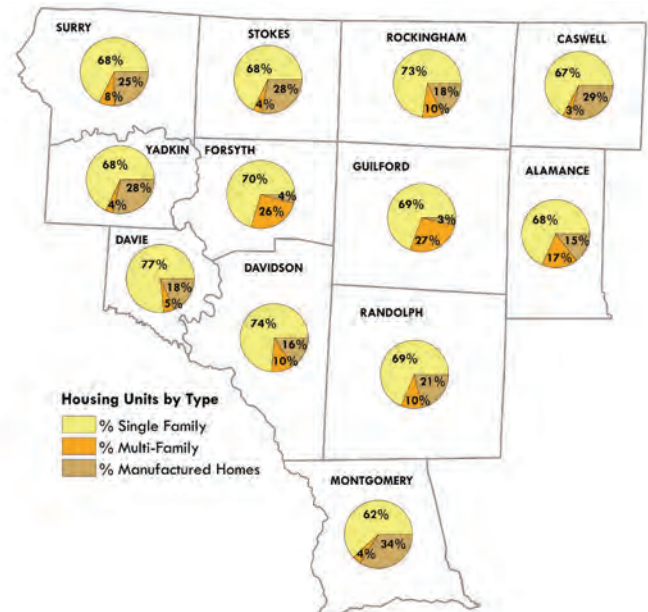 SURRY
68%
25%
8%
STOKES
68%
28%
4%
ROCKINGHAM
73%
18%
10%
CASWELL
67%
29%
3%
YADKIN
68%
28%
4%
FORSYTH
70%
4%
26%
GUILFORD
69%
3%
27%
ALAMANCE
68%
15%
17%
DAVIE
77%
18%
5%
DAVIDSON
74%
16%
10%
RANDOLPH
69%
21%
10%
Housing Units by Type
% Single Family
% Multi-Family
% Manufactured Homes
MONTGOMERY
62%
34%
4%